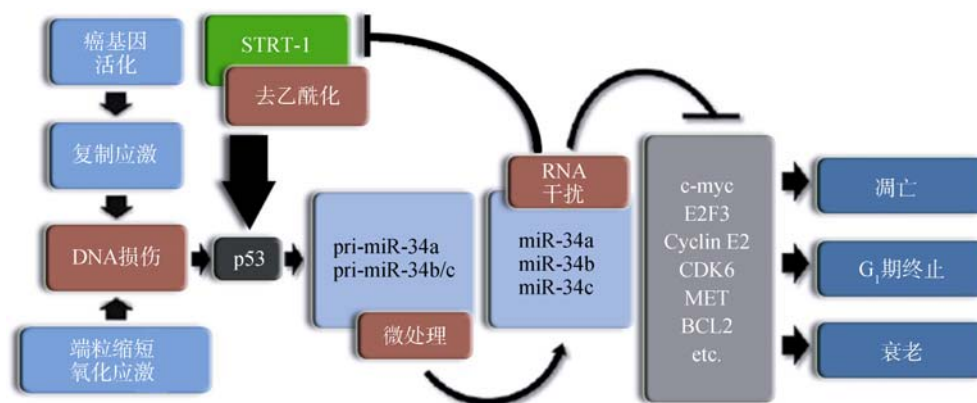 癌基因
活化
复制应激
DNA损伤
端粒缩短
氧化应激
STRT-1
去乙酰化
p53
pri-miR-34a
pri-miR-34b/c
微处理
RNA
干扰
miR-34a
miR-34b
miR-34c
c-myc
E2F3
Cyclin E2
CDK6
MET
BCL2
etc.
凋亡
G₁期终止
衰老